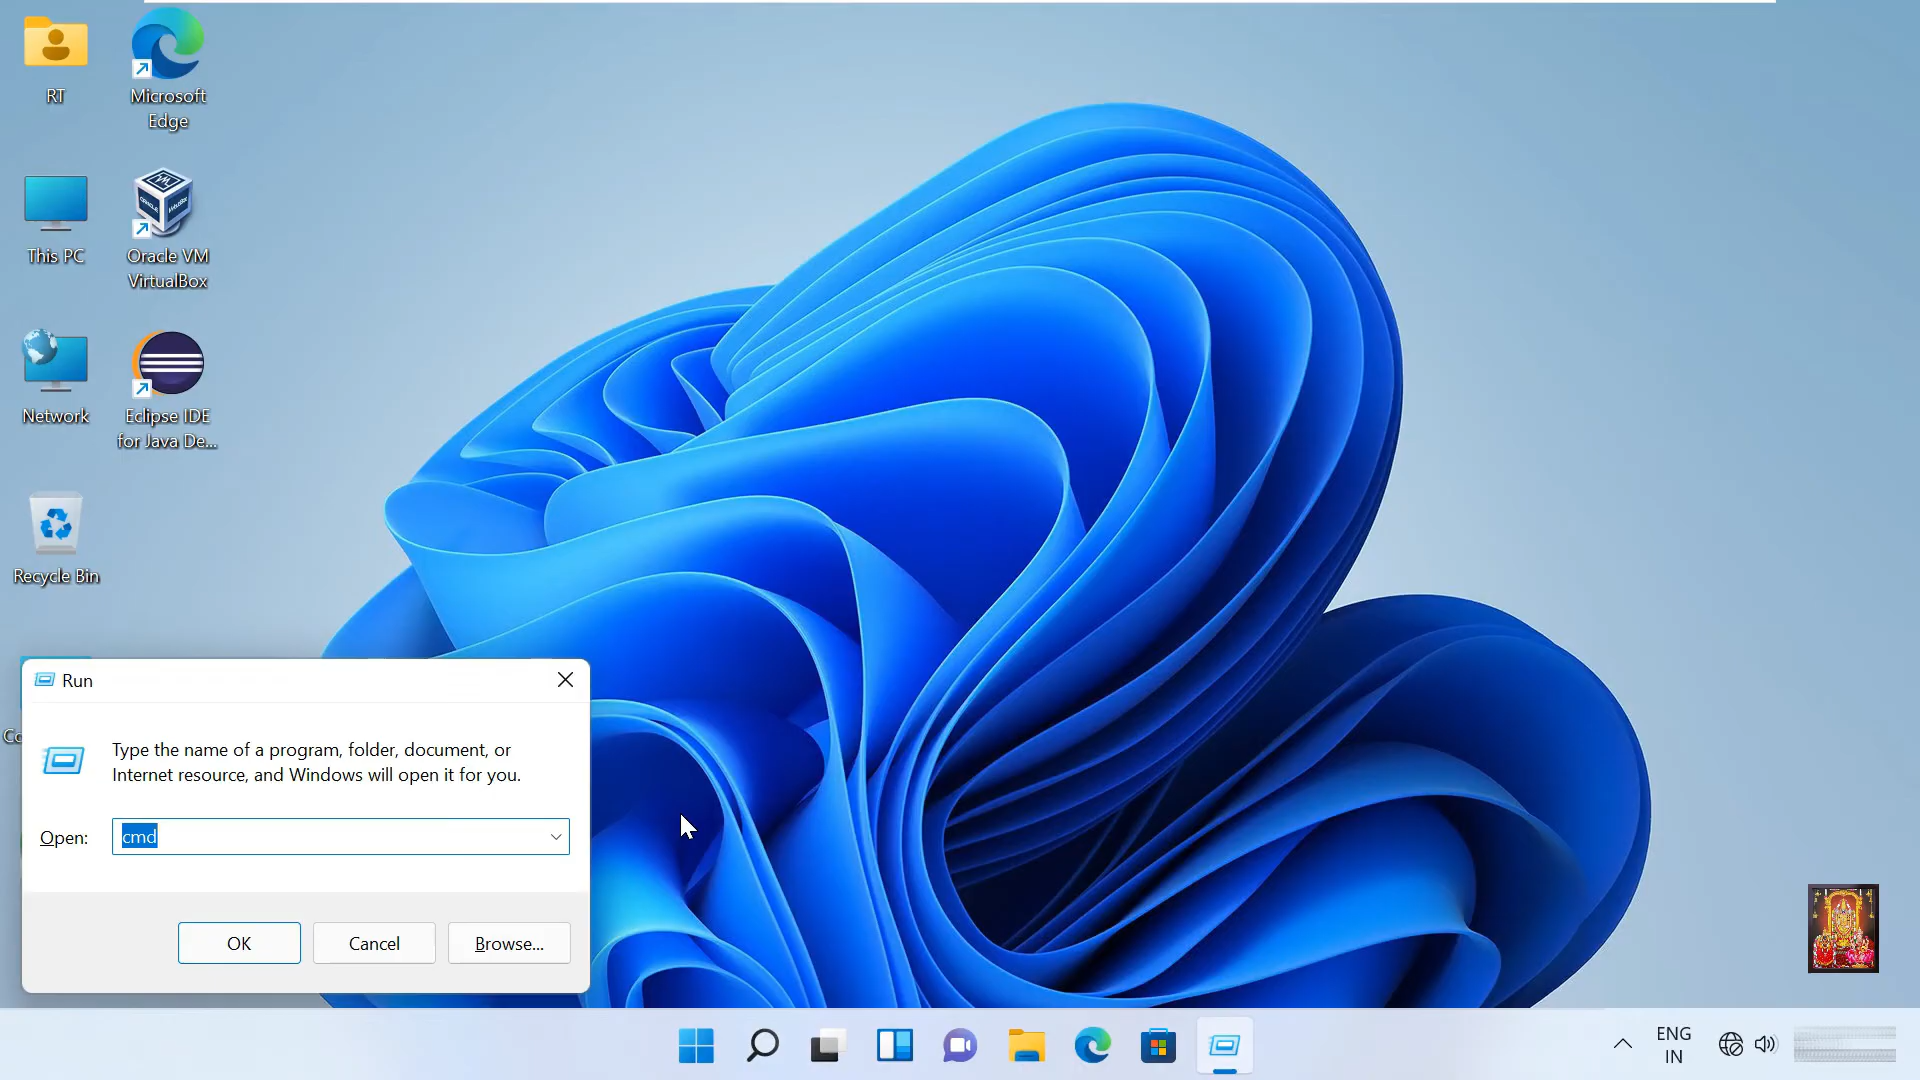 RT
Microsoft
Edge
This PC
Oracle VM
VirtualBox
Network
Eclipse IDE
for Java De...
Recycle Bin
Run
Type the name of a program, folder, document, or
Internet resource, and Windows will open it for you.
Open:
cmd
OK
Cancel
Browse...
ENG
IN